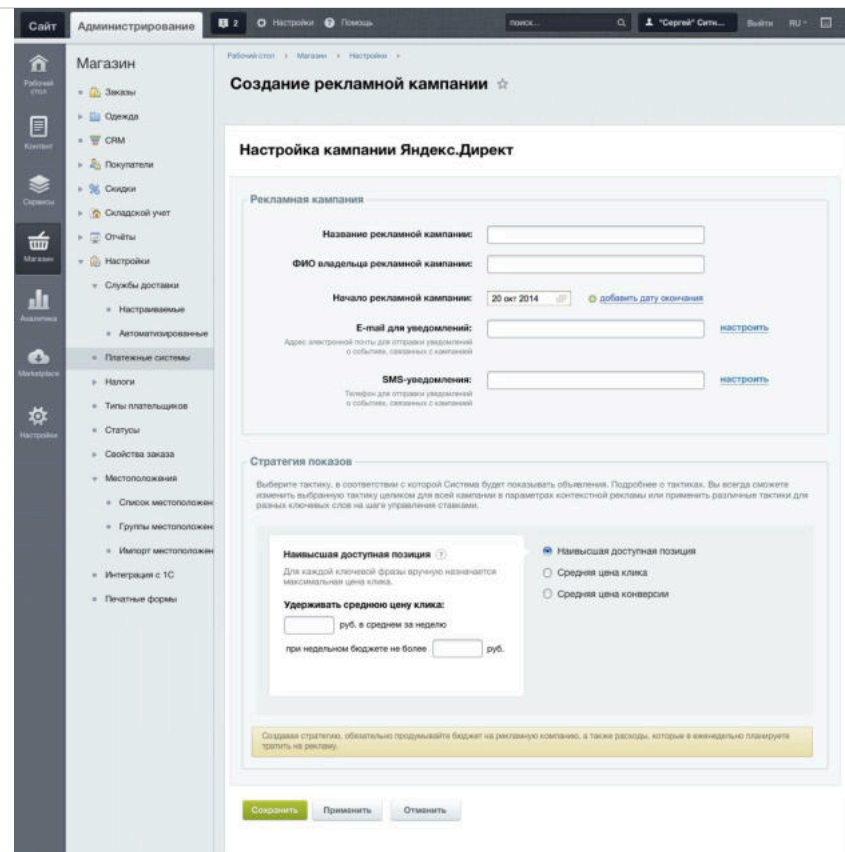 Сайт
Администрирование
2
Настройки
Помощь
поиск...
"Сергей" Ситн...
Выйти
RU
Рабочий стол
Контент
Сервисы
Магазин
Аналитика
Marketplace
Настройки
Магазин
Заказы
Одежда
CRM
Покупатели
Скидки
Складской учет
Отчёты
Настройки
Службы доставки
Настраиваемые
Автоматизированные
Платежные системы
Налоги
Типы плательщиков
Статусы
Свойства заказа
Местоположения
Список местоположен
Группы местоположен
Импорт местоположен
Интеграция с 1С
Печатные формы
Рабочий стол Магазин Настройки
Создание рекламной кампании
Настройка кампании Яндекс.Директ
Рекламная кампания
Название рекламной кампании:
ФИО владельца рекламной кампании:
Начало рекламной кампании: 20 окт 2014 добавить дату окончания
E-mail для уведомлений: настроить
Адрес электронной почты для отправки уведомлений
о событиях, связанных с кампанией
SMS-уведомления: настроить
Телефон для отправки уведомлений
о событиях, связанных с кампанией
Стратегия показов
Выберите тактику, в соответствии с которой Система будет показывать объявления. Подробнее о тактиках. Вы всегда сможете
изменить выбранную тактику целиком для всей кампании в параметрах контекстной рекламы или применить различные тактики для
разных ключевых слов на шаге управления ставками.
Наивысшая доступная позиция ?
Для каждой ключевой фразы вручную назначается
максимальная цена клика.
Удерживать среднюю цену клика:
руб. в среднем за неделю
при недельном бюджете не более руб.
Наивысшая доступная позиция
Средняя цена клика
Средняя цена конверсии
Создавая стратегию, обязательно продумывайте бюджет на рекламную компанию, а также расходы, которые в еженедельно планируете
тратить на рекламу.
Сохранить
Применить
Отменить